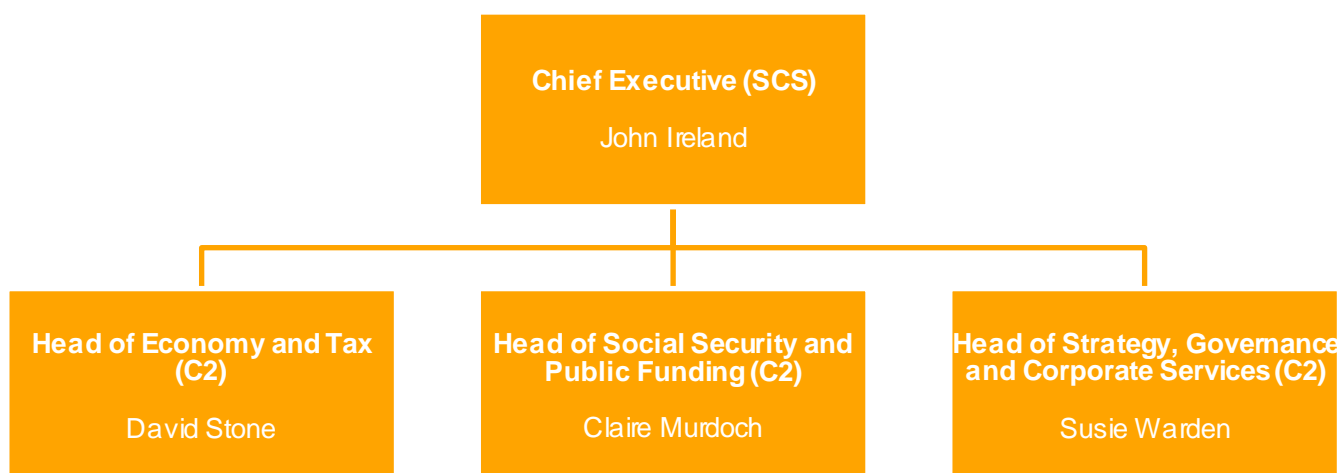 Chief Executive (SCS)
John Ireland
Head of Economy and Tax
(C2)
David Stone
Head of Social Security and
Public Funding (C2)
Claire Murdoch
Head of Strategy, Governance
and Corporate Services (C2)
Susie Warden